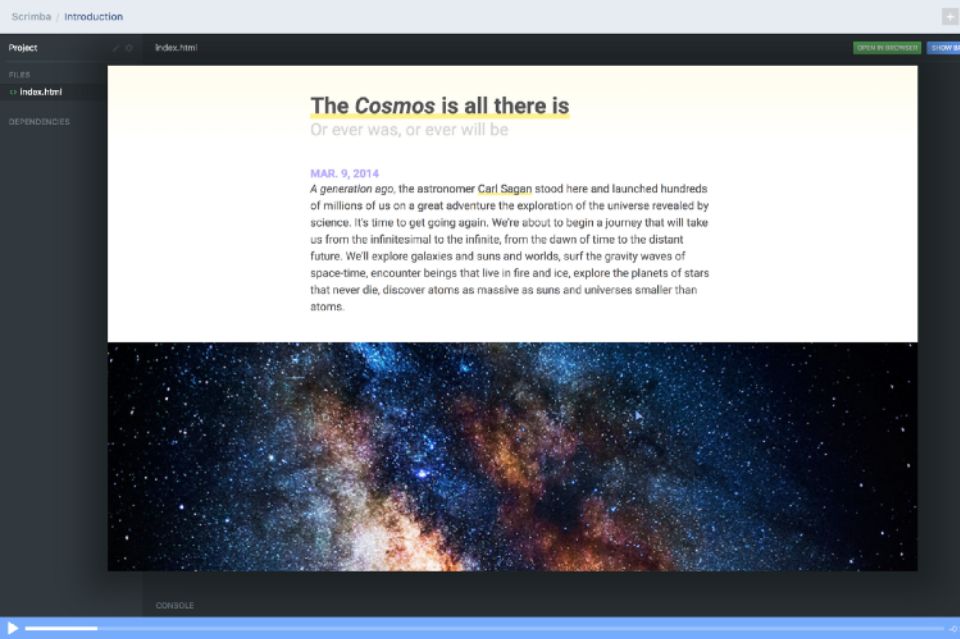 Scrimba / Introduction
Project
index.html
OPEN IN BROWSER
FILES
<> index.html
DEPENDENCIES
The Cosmos is all there is
Or ever was, or ever will be
MAR. 9, 2014
A generation ago, the astronomer Carl Sagan stood here and launched hundreds
of millions of us on a great adventure the exploration of the universe revealed by
science. It's time to get going again. We're about to begin a journey that will take
us from the infinitesimal to the infinite, from the dawn of time to the distant
future. We'll explore galaxies and suns and worlds, surf the gravity waves of
space-time, encounter beings that live in fire and ice, explore the planets of stars
that never die, discover atoms as massive as suns and universes smaller than
atoms.
CONSOLE